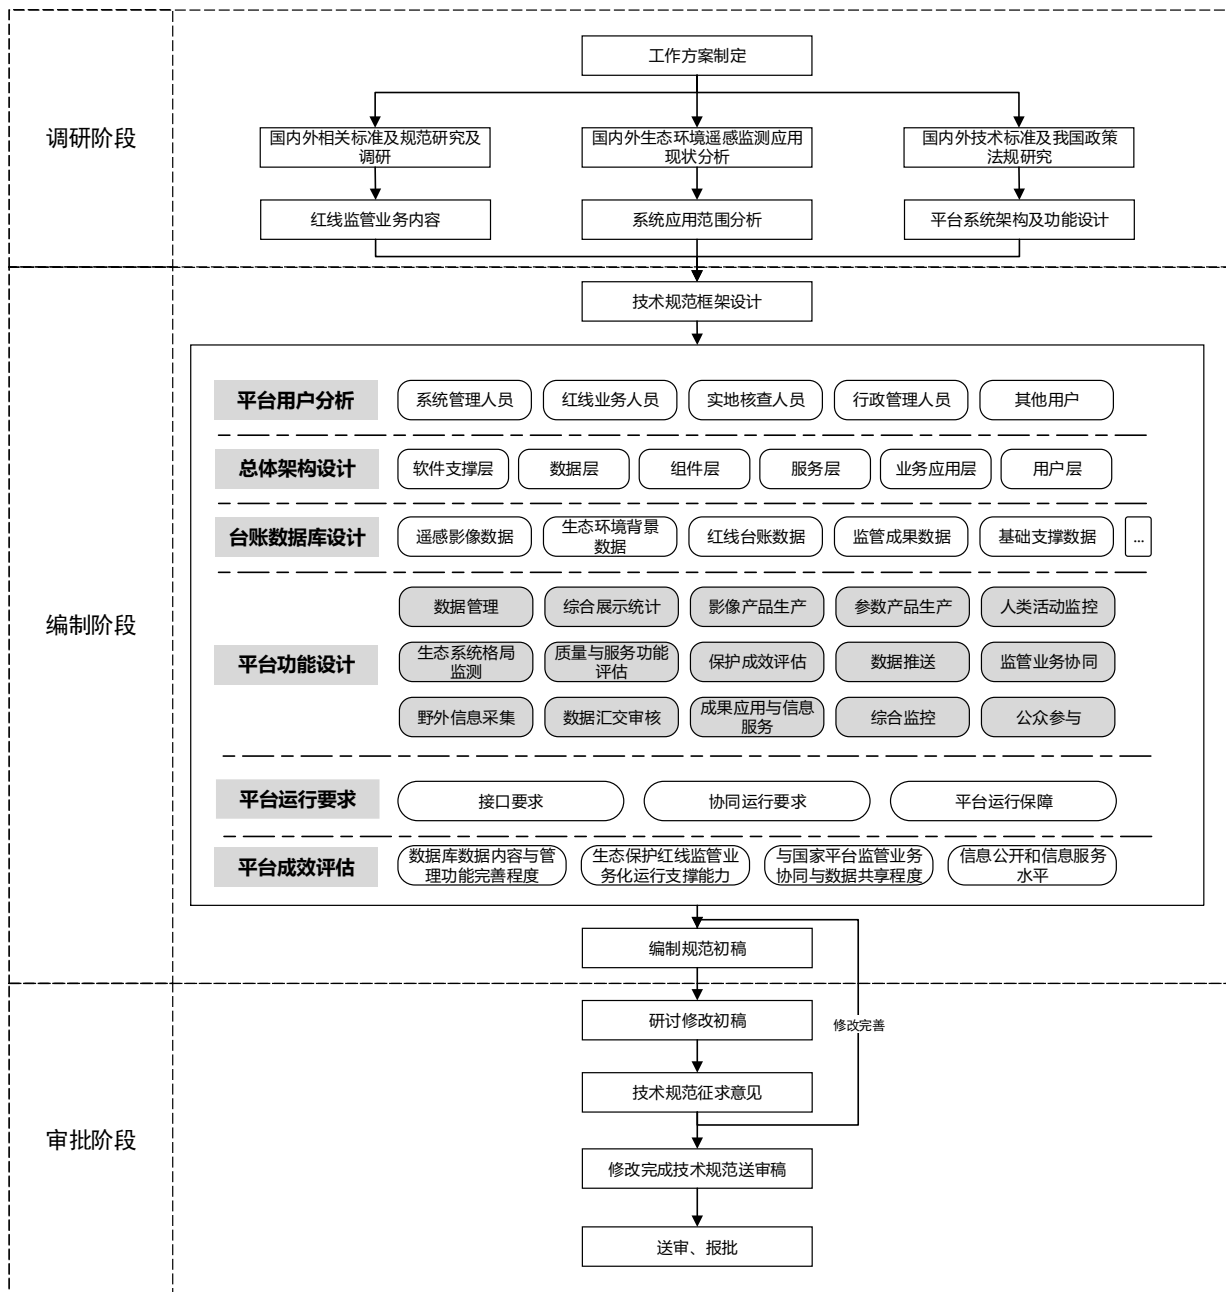 调研阶段
工作方案制定
国内外相关标准及规范研究及
调研
国内外生态环境遥感监测应用
现状分析
国内外技术标准及我国政策
法规研究
红线监管业务内容
系统应用范围分析
平台系统架构及功能设计
编制阶段
技术规范框架设计
平台用户分析
系统管理人员
红线业务人员
实地核查人员
行政管理人员
其他用户
总体架构设计
软件支撑层
数据层
组件层
服务层
业务应用层
用户层
台账数据库设计
遥感影像数据
生态环境背景
数据
红线台账数据
监管成果数据
基础支撑数据
...
平台功能设计
数据管理
综合展示统计
影像产品生产
参数产品生产
人类活动监控
生态系统格局
监测
质量与服务功能
评估
保护成效评估
数据推送
监管业务协同
野外信息采集
数据汇交审核
成果应用与信息
服务
综合监控
公众参与
平台运行要求
接口要求
协同运行要求
平台运行保障
平台成效评估
数据库数据内容与管
理功能完善程度
生态保护红线监管业
务化运行支撑能力
与国家平台监管业务
协同与数据共享程度
信息公开和信息服务
水平
编制规范初稿
审批阶段
研讨修改初稿
修改完善
技术规范征求意见
修改完成技术规范送审稿
送审、报批